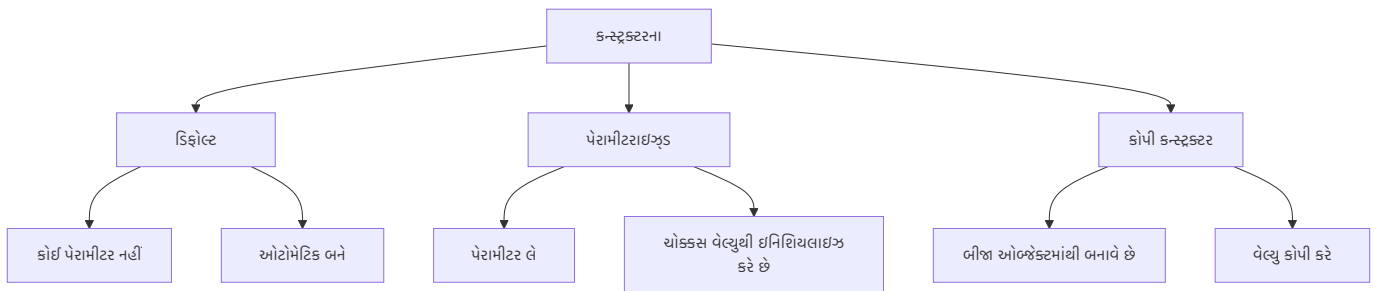 કન્સ્ટ્રક્ટરના
ડિફોલ્ટ
પેરામીટરાઇઝ્ડ
કોપી કન્સ્ટ્રક્ટર
કોઈ પેરામીટર નહીં
ઓટોમેટિક બને
પેરામીટર લે
ચોક્કસ વેલ્યુથી ઇનિશિયલાઇઝ
કરે છે
બીજા ઓબ્જેક્ટમાંથી બનાવે છે
વેલ્યુ કોપી કરે